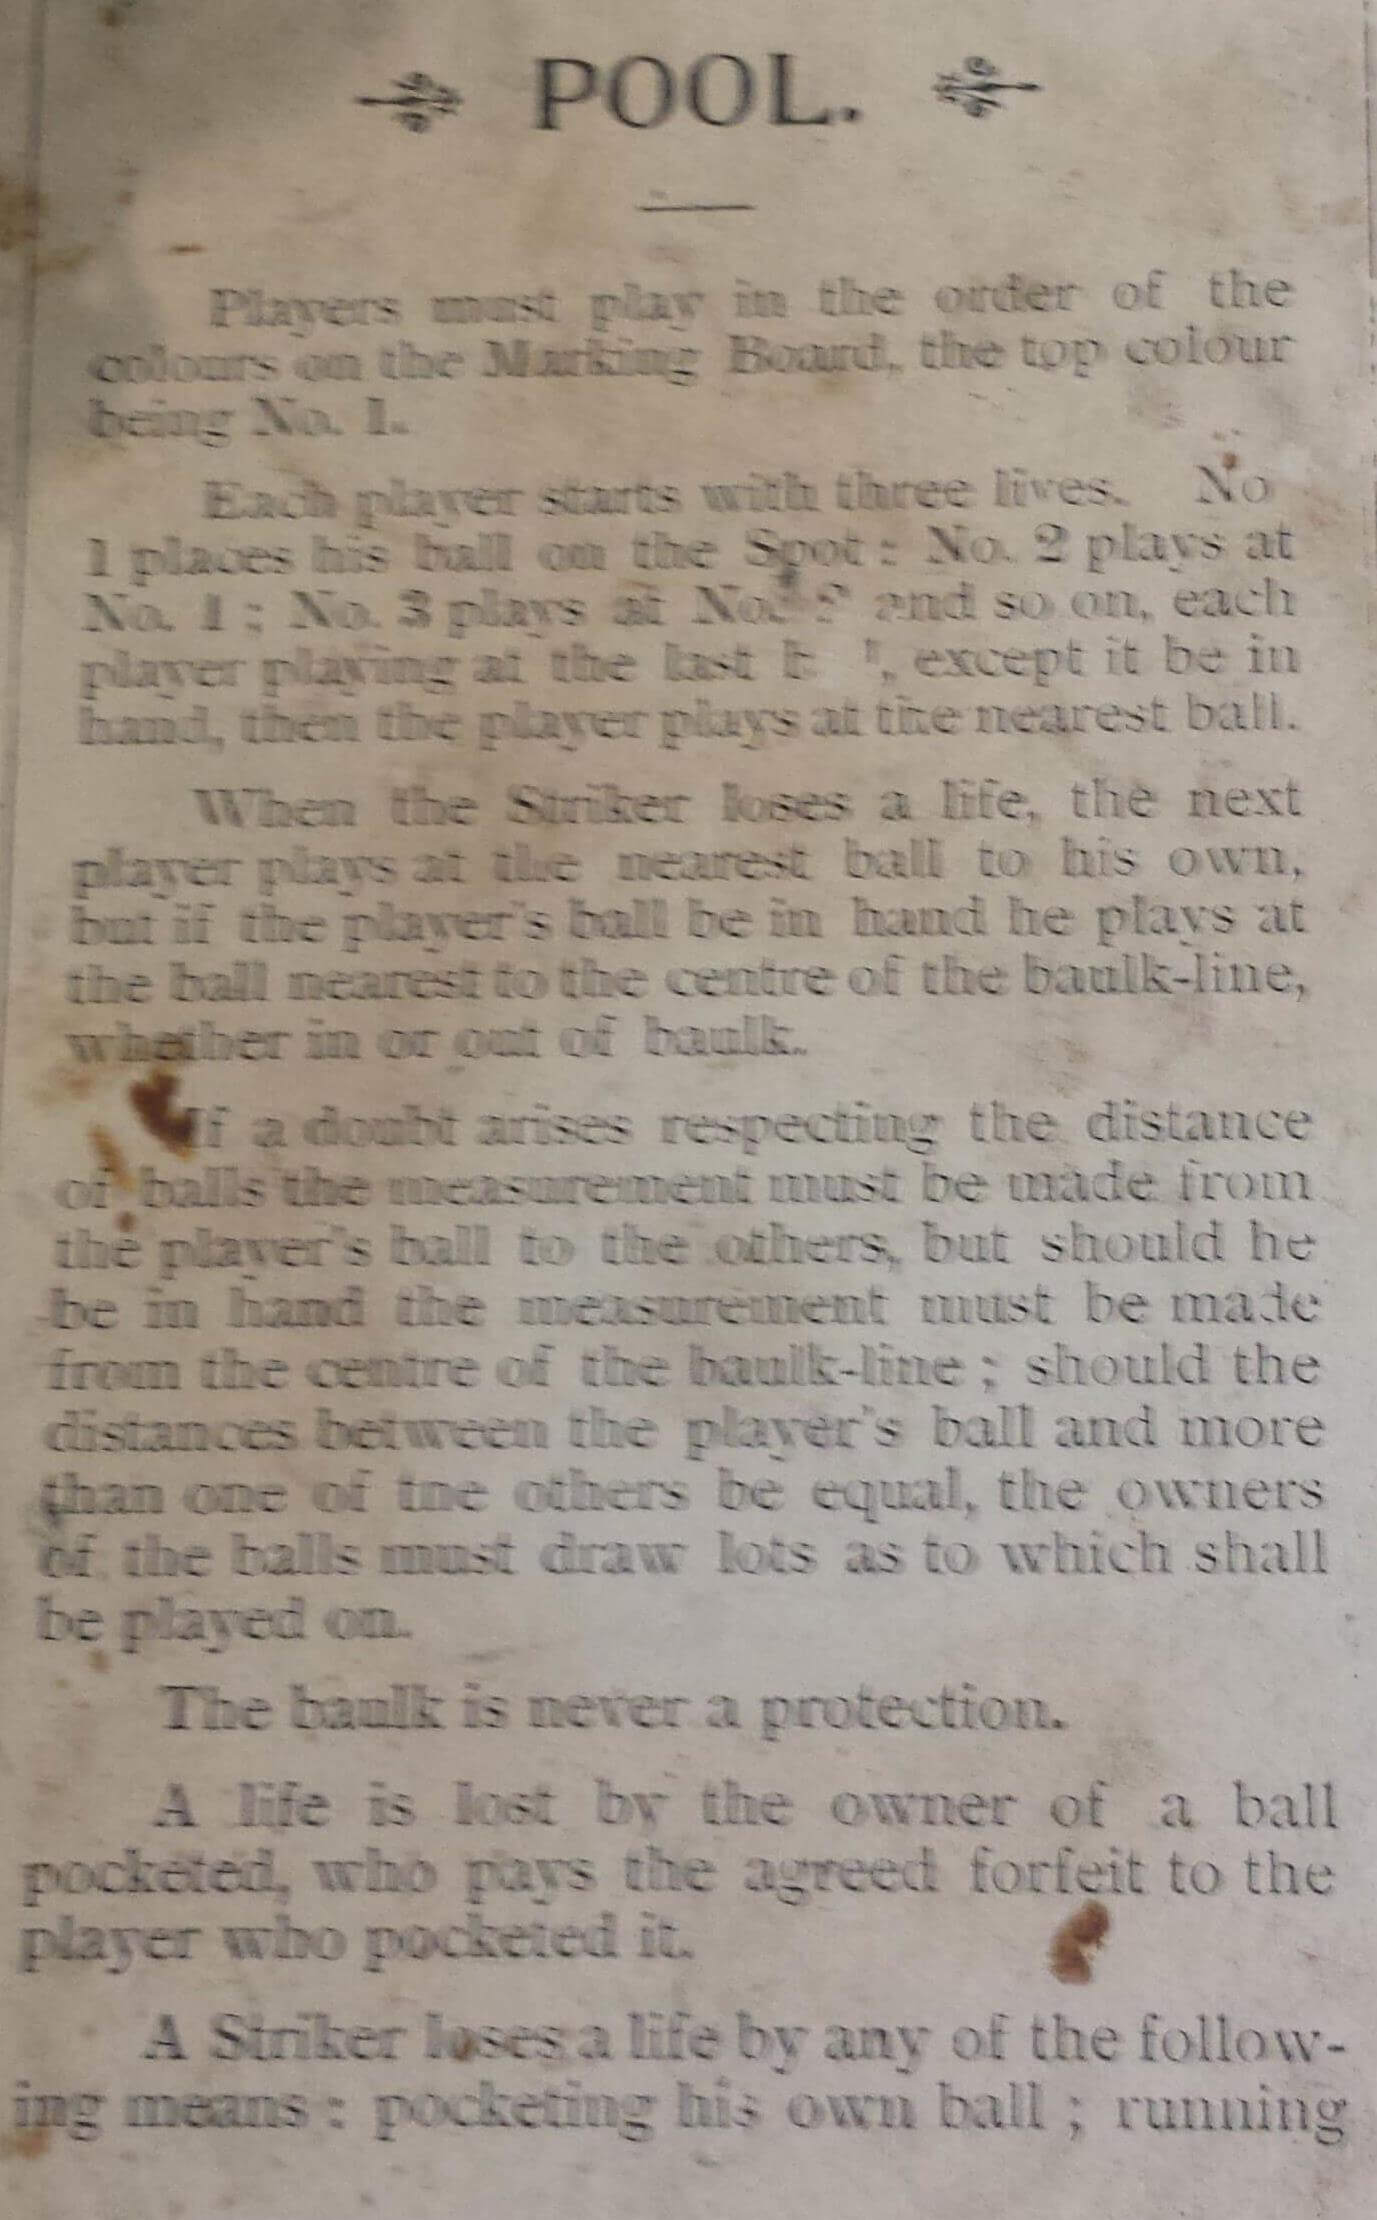 POOL.
Players must play in the order of the
colours on the Marking Board, the top colour
being No. 1.
Each player starts with three lives. No
1 places his ball on the Spot : No. 2 plays at
No. 1 ; No. 3 plays at No. 2 and so on, each
player playing at the last , except it be in
hand, then the player plays at the nearest ball.
When the Striker loses a life, the next
player plays at the nearest ball to his own,
but if the player's ball be in hand he plays at
the ball nearest to the centre of the baulk-line,
whether in or out of baulk.
If a doubt arises respecting the distance
of balls the measurement must be made from
the player's ball to the others, but should he
be in hand the measurement must be made
from the centre of the baulk-line ; should the
distances between the player's ball and more
than one of tne others be equal, the owners
of the balls must draw lots as to which shall
be played on.
The baulk is never a protection.
A life is lost by the owner of a ball
pocketed, who pays the agreed forfeit to the
player who pocketed it.
A Striker loses a life by any of the follow-
ing means : pocketing his own ball ; running